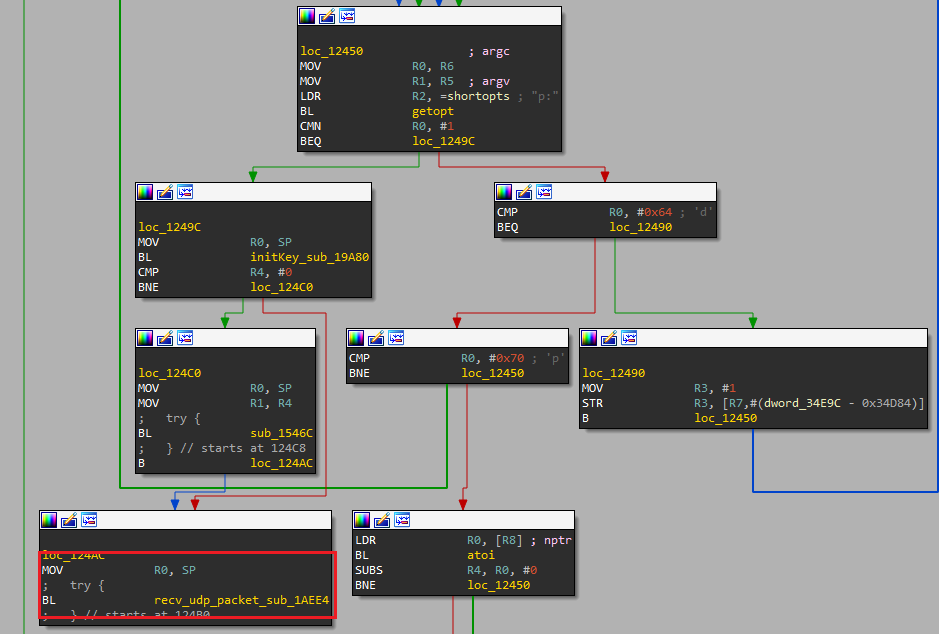 loc_12450 ; argc
MOV R0, R6
MOV R1, R5 ; argv
LDR R2, =shortopts ; "p:"
BL getopt
CMN R0, #1
BEQ loc_1249C
loc_1249C
MOV R0, SP
BL initKey_sub_19A80
CMP R4, #0
BNE loc_124C0
CMP R0, #0x64 ; 'd'
BEQ loc_12490
loc_124C0
MOV R0, SP
MOV R1, R4
; try {
BL sub_1546C
; } // starts at 124C8
B loc_124AC
CMP R0, #0x70 ; 'p'
BNE loc_12450
loc_12490
MOV R3, #1
STR R3, [R7,#(dword_34E9C - 0x34D84)]
B loc_12450
loc_124AC
MOV R0, SP
; try {
BL recv_udp_packet_sub_1AEE4
; } // starts at 124B0
LDR R0, [R8] ; nptr
BL atoi
SUBS R4, R0, #0
BNE loc_12450